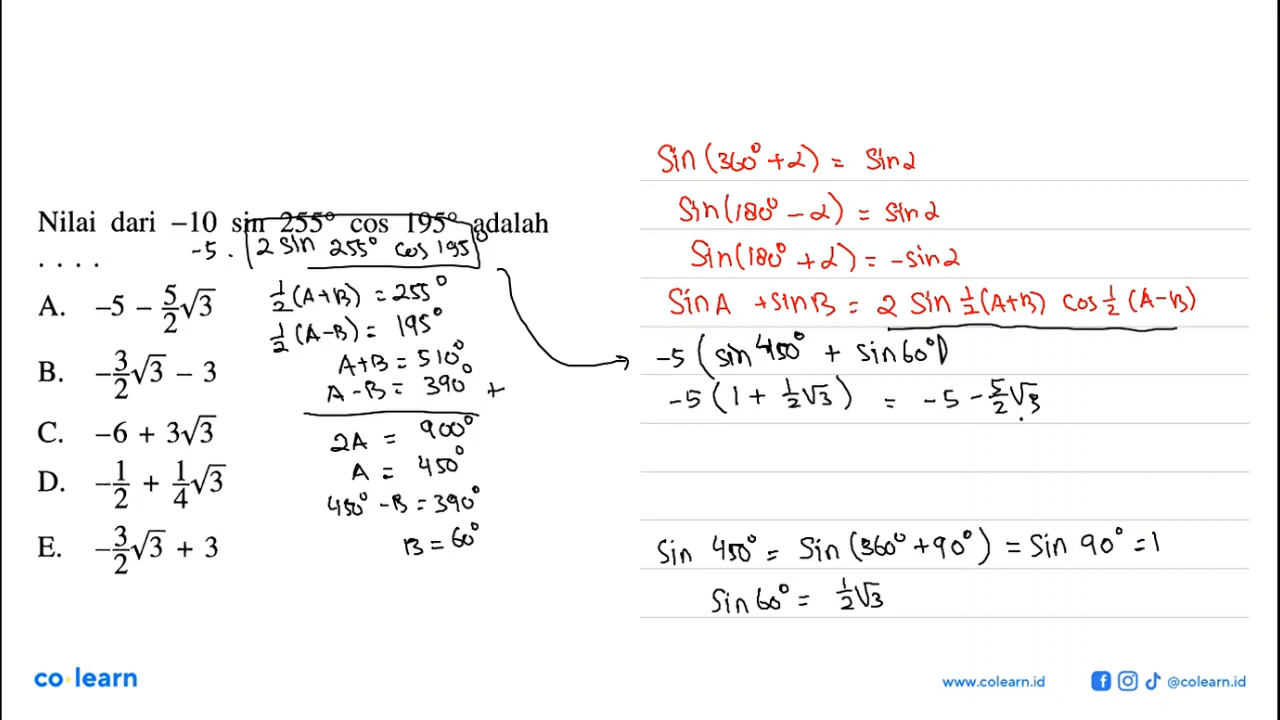 Nilai dari –10 sin 255° cos 195° adalah
. . . .
-5 . 2 sin 255° cos 195°
A. –5 – 5/2√3
B. –3/2√3 – 3
C. –6 + 3√3
D. –1/2 + 1/4√3
E. –3/2√3 + 3
1/2 (A+B) = 255°
1/2 (A-B) = 195°
A+B = 510°
A-B = 390° +
2A = 900°
A = 450°
450° - B = 390°
B = 60°
Sin (360° + α) = Sin α
Sin (180° - α) = Sin α
Sin (180° + α) = -sin α
Sin A + sin B = 2 Sin 1/2 (A+B) Cos 1/2 (A-B)
-5 ( sin 450° + sin 60° )
-5 ( 1 + 1/2 √3 ) = -5 - 5/2 √3
Sin 450° = Sin (360° + 90°) = Sin 90° = 1
Sin 60° = 1/2 √3
co learn
www.colearn.id
@colearn.id